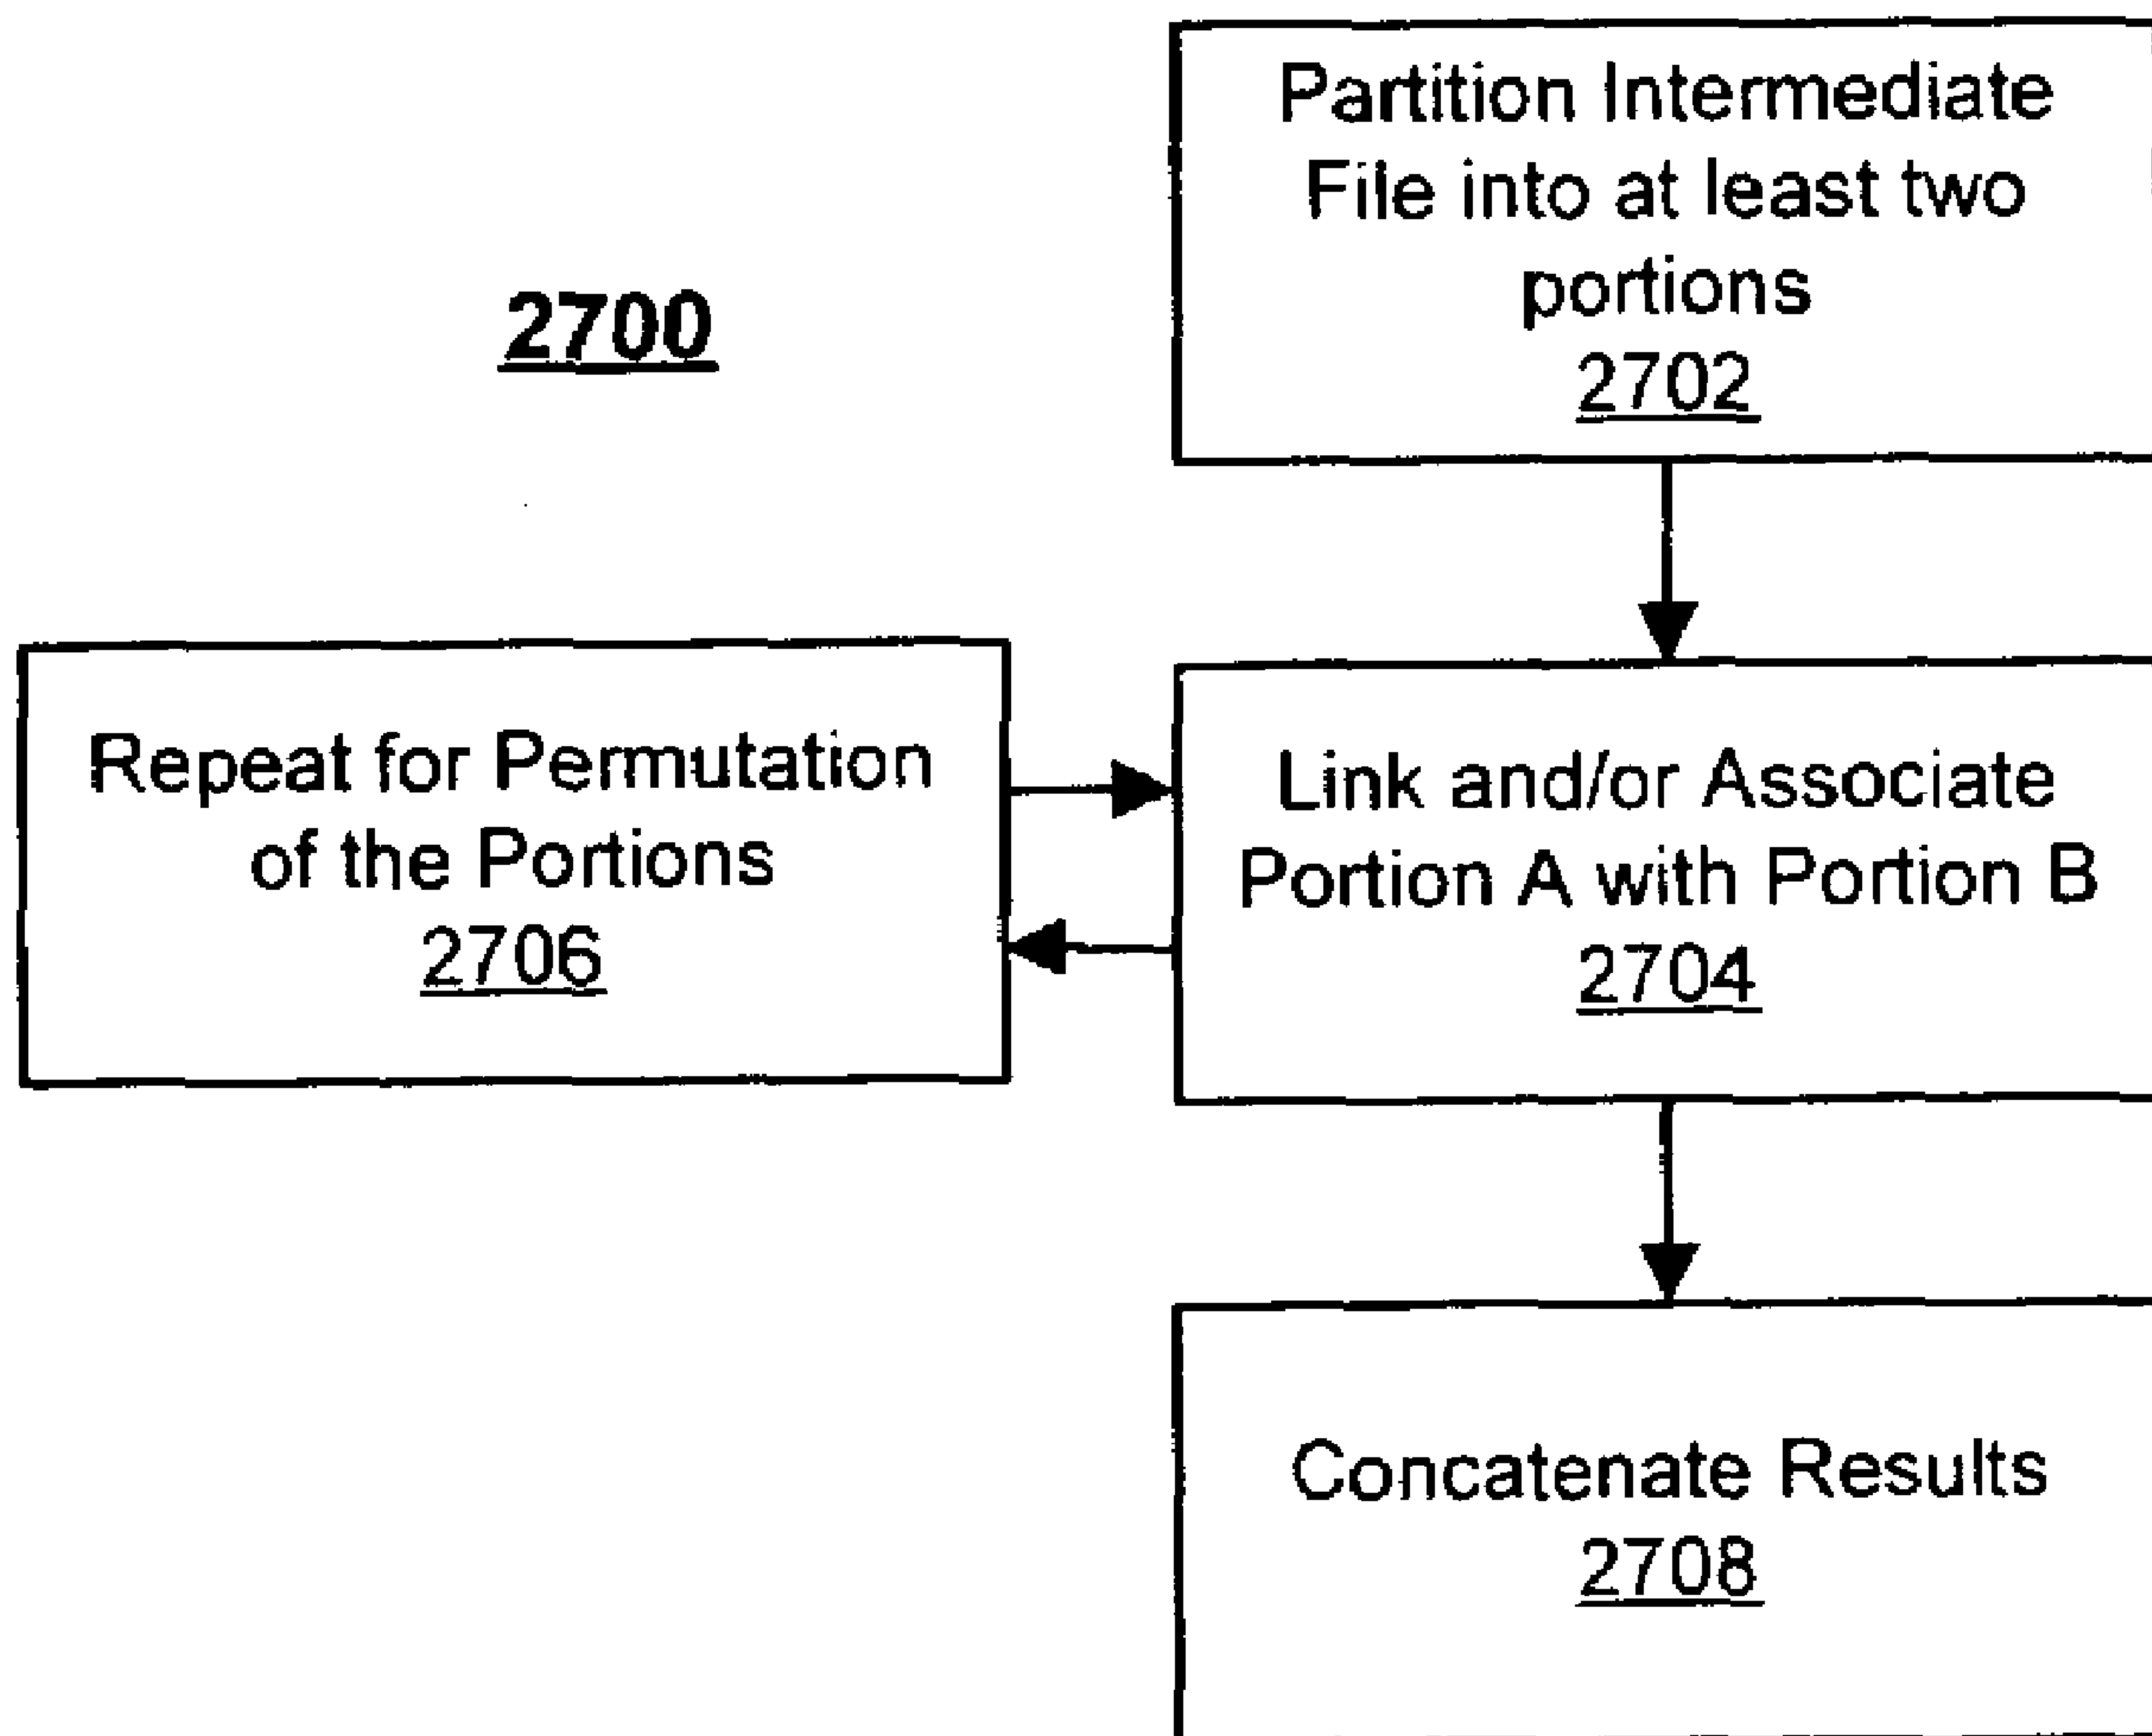 2700
Partition Intermediate
File into at least two
portions
2702
Repeat for Permutation
of the Portions
2706
Link and/or Associate
Portion A with Portion B
2704
Concatenate Results
2708